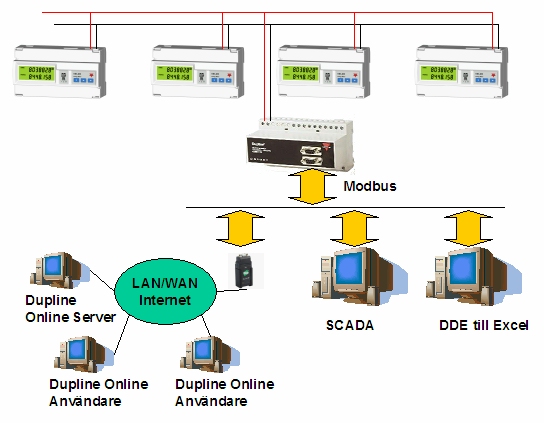 Modbus
LAN/WAN
Internet
Dupline
Online Server
SCADA
DDE till Excel
Dupline Online
Användare
Dupline Online
Användare